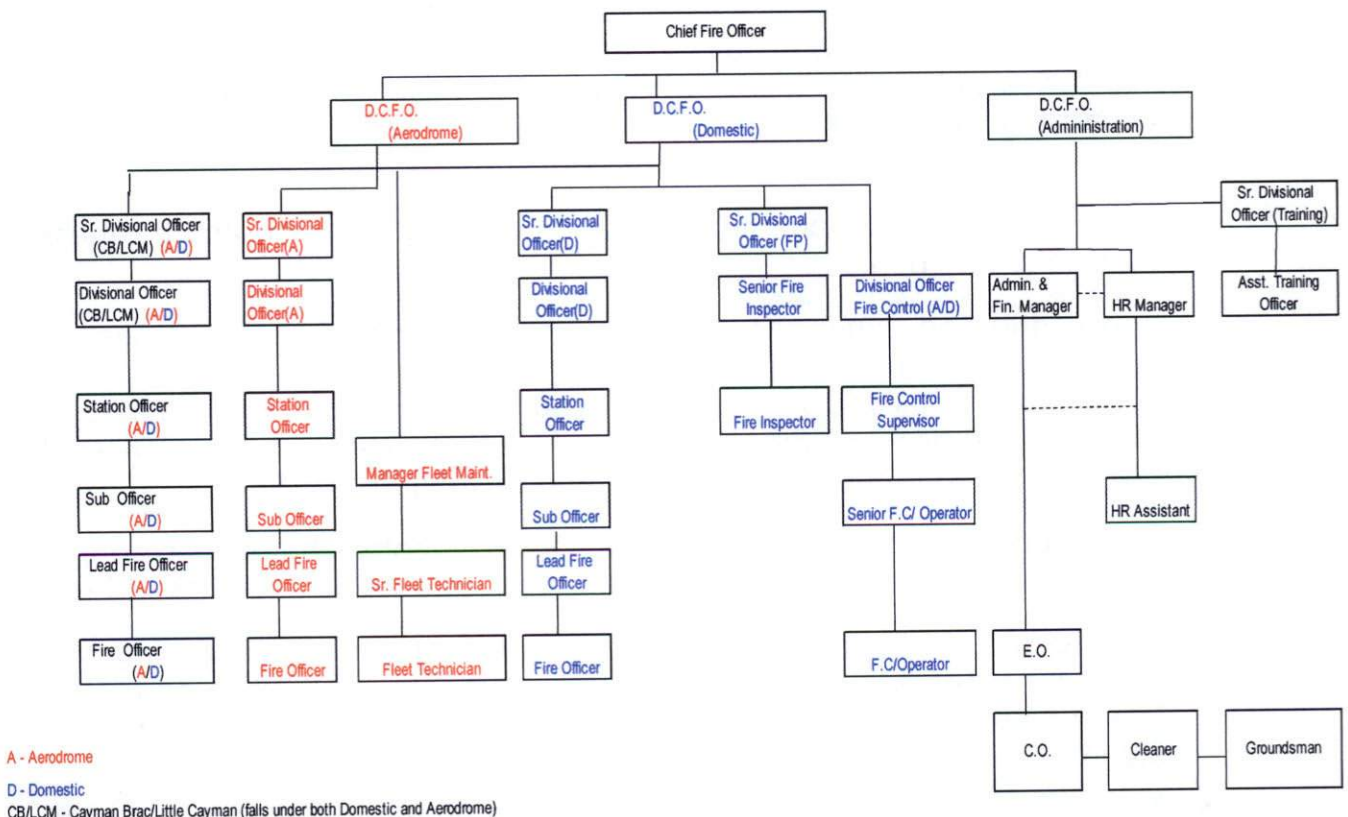 Chief Fire Officer
D.C.F.O.
(Aerodrome)
D.C.F.O.
(Domestic)
D.C.F.O.
(Admininistration)
Sr. Divisional Officer
(CB/LCM) (A/D)
Sr. Divisional
Officer(A)
Sr. Divisional
Officer(D)
Sr. Divisional
Officer (FP)
Sr. Divisional
Officer (Training)
Divisional Officer
(CB/LCM) (A/D)
Divisional
Officer(A)
Divisional
Officer(D)
Senior Fire
Inspector
Divisional Officer
Fire Control (A/D)
Admin. &
Fin. Manager
HR Manager
Asst. Training
Officer
Station Officer
(A/D)
Station
Officer
Manager Fleet Maint.
Station
Officer
Fire Inspector
Fire Control
Supervisor
Sub Officer
(A/D)
Sub Officer
Sub Officer
Senior F.C/ Operator
HR Assistant
Lead Fire Officer
(A/D)
Lead Fire
Officer
Sr. Fleet Technician
Lead Fire
Officer
Fire Officer
(A/D)
Fire Officer
Fleet Technician
Fire Officer
F.C/Operator
E.O.
C.O.
Cleaner
Groundsman
A - Aerodrome
D - Domestic
CB/LCM - Cayman Brac/Little Cayman (falls under both Domestic and Aerodrome)